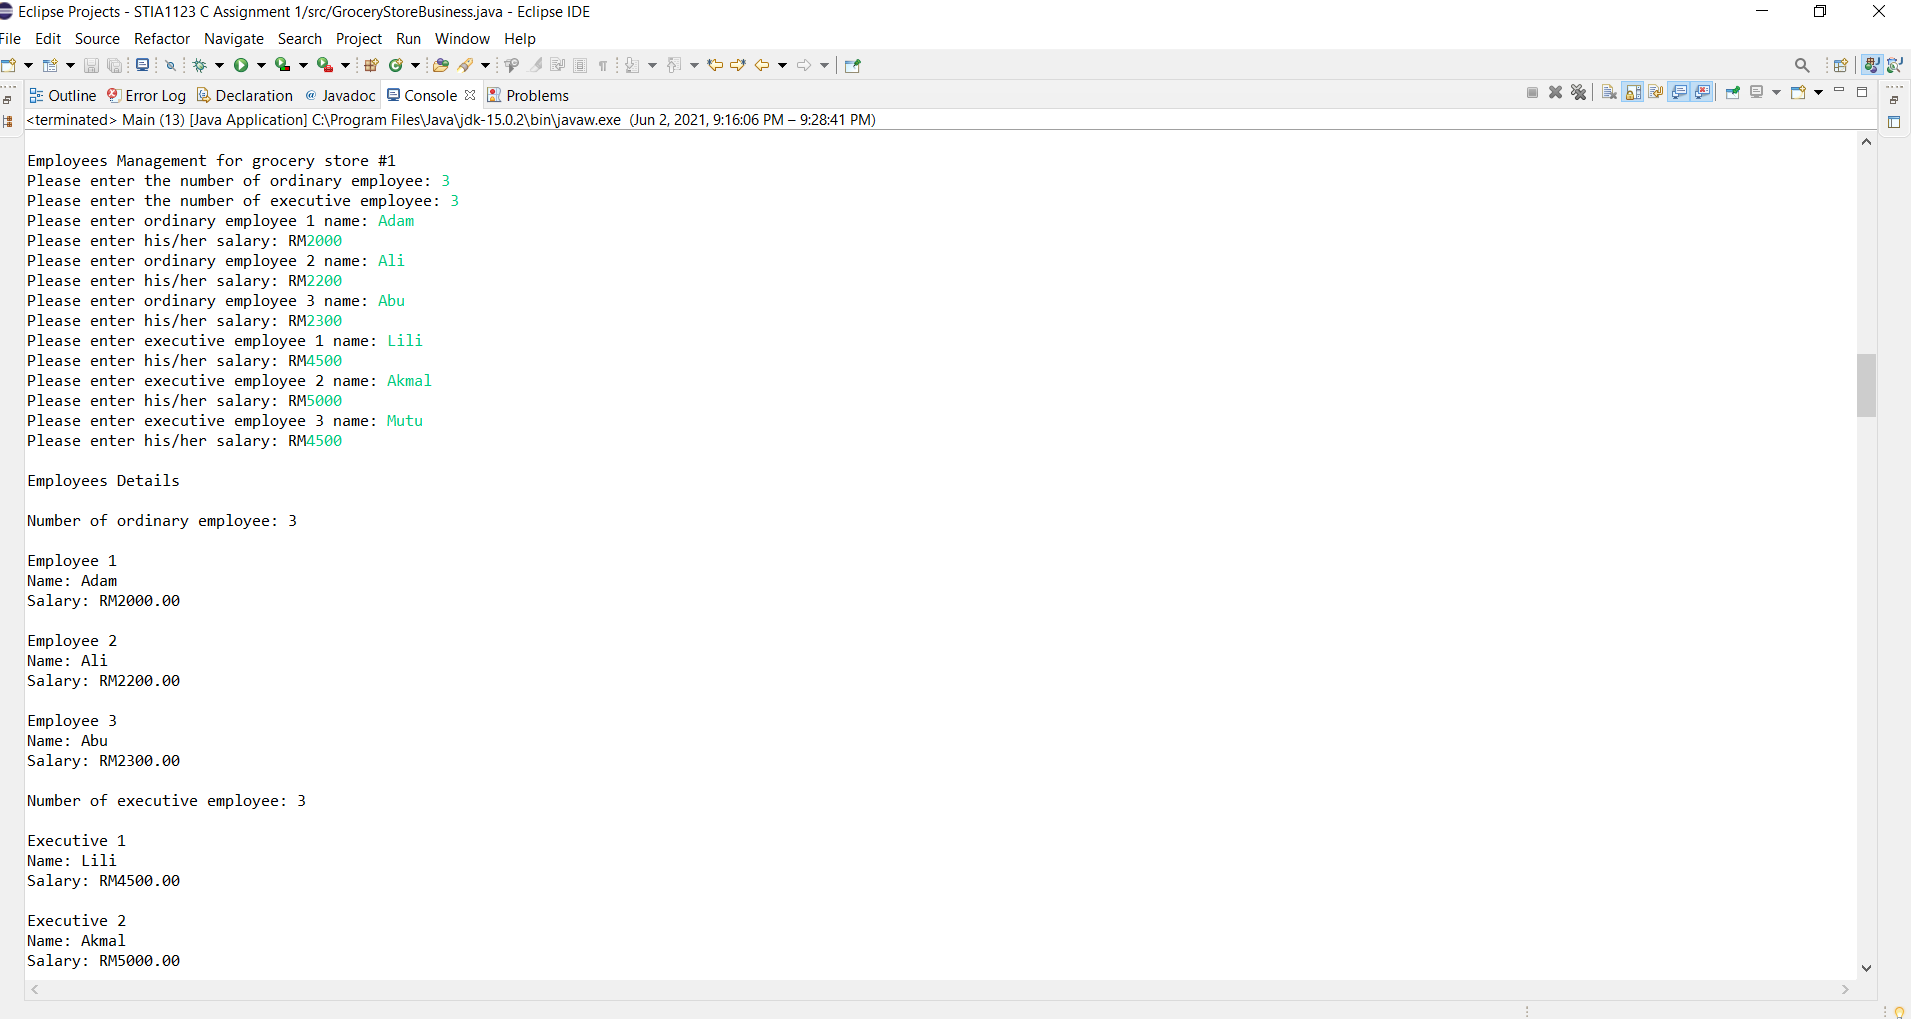 Eclipse Projects - STIA1123 C Assignment 1/src/GroceryStoreBusiness.java - Eclipse IDE
File Edit Source Refactor Navigate Search Project Run Window Help
Outline Error Log Declaration @ Javadoc Console Problems
<terminated> Main (13) [Java Application] C:\Program Files\Java\jdk-15.0.2\bin\javaw.exe (Jun 2, 2021, 9:16:06 PM – 9:28:41 PM)
Employees Management for grocery store #1
Please enter the number of ordinary employee: 3
Please enter the number of executive employee: 3
Please enter ordinary employee 1 name: Adam
Please enter his/her salary: RM2000
Please enter ordinary employee 2 name: Ali
Please enter his/her salary: RM2200
Please enter ordinary employee 3 name: Abu
Please enter his/her salary: RM2300
Please enter executive employee 1 name: Lili
Please enter his/her salary: RM4500
Please enter executive employee 2 name: Akmal
Please enter his/her salary: RM5000
Please enter executive employee 3 name: Mutu
Please enter his/her salary: RM4500
Employees Details
Number of ordinary employee: 3
Employee 1
Name: Adam
Salary: RM2000.00
Employee 2
Name: Ali
Salary: RM2200.00
Employee 3
Name: Abu
Salary: RM2300.00
Number of executive employee: 3
Executive 1
Name: Lili
Salary: RM4500.00
Executive 2
Name: Akmal
Salary: RM5000.00